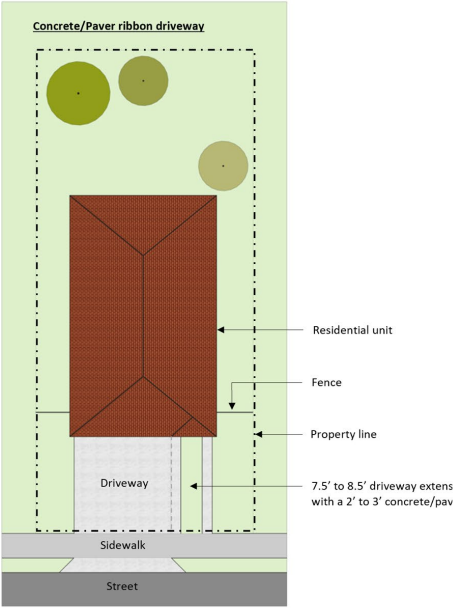 Concrete/Paver ribbon driveway
Residential unit
Fence
Property line
7.5' to 8.5' driveway extens
with a 2' to 3' concrete/pav
Driveway
Sidewalk
Street